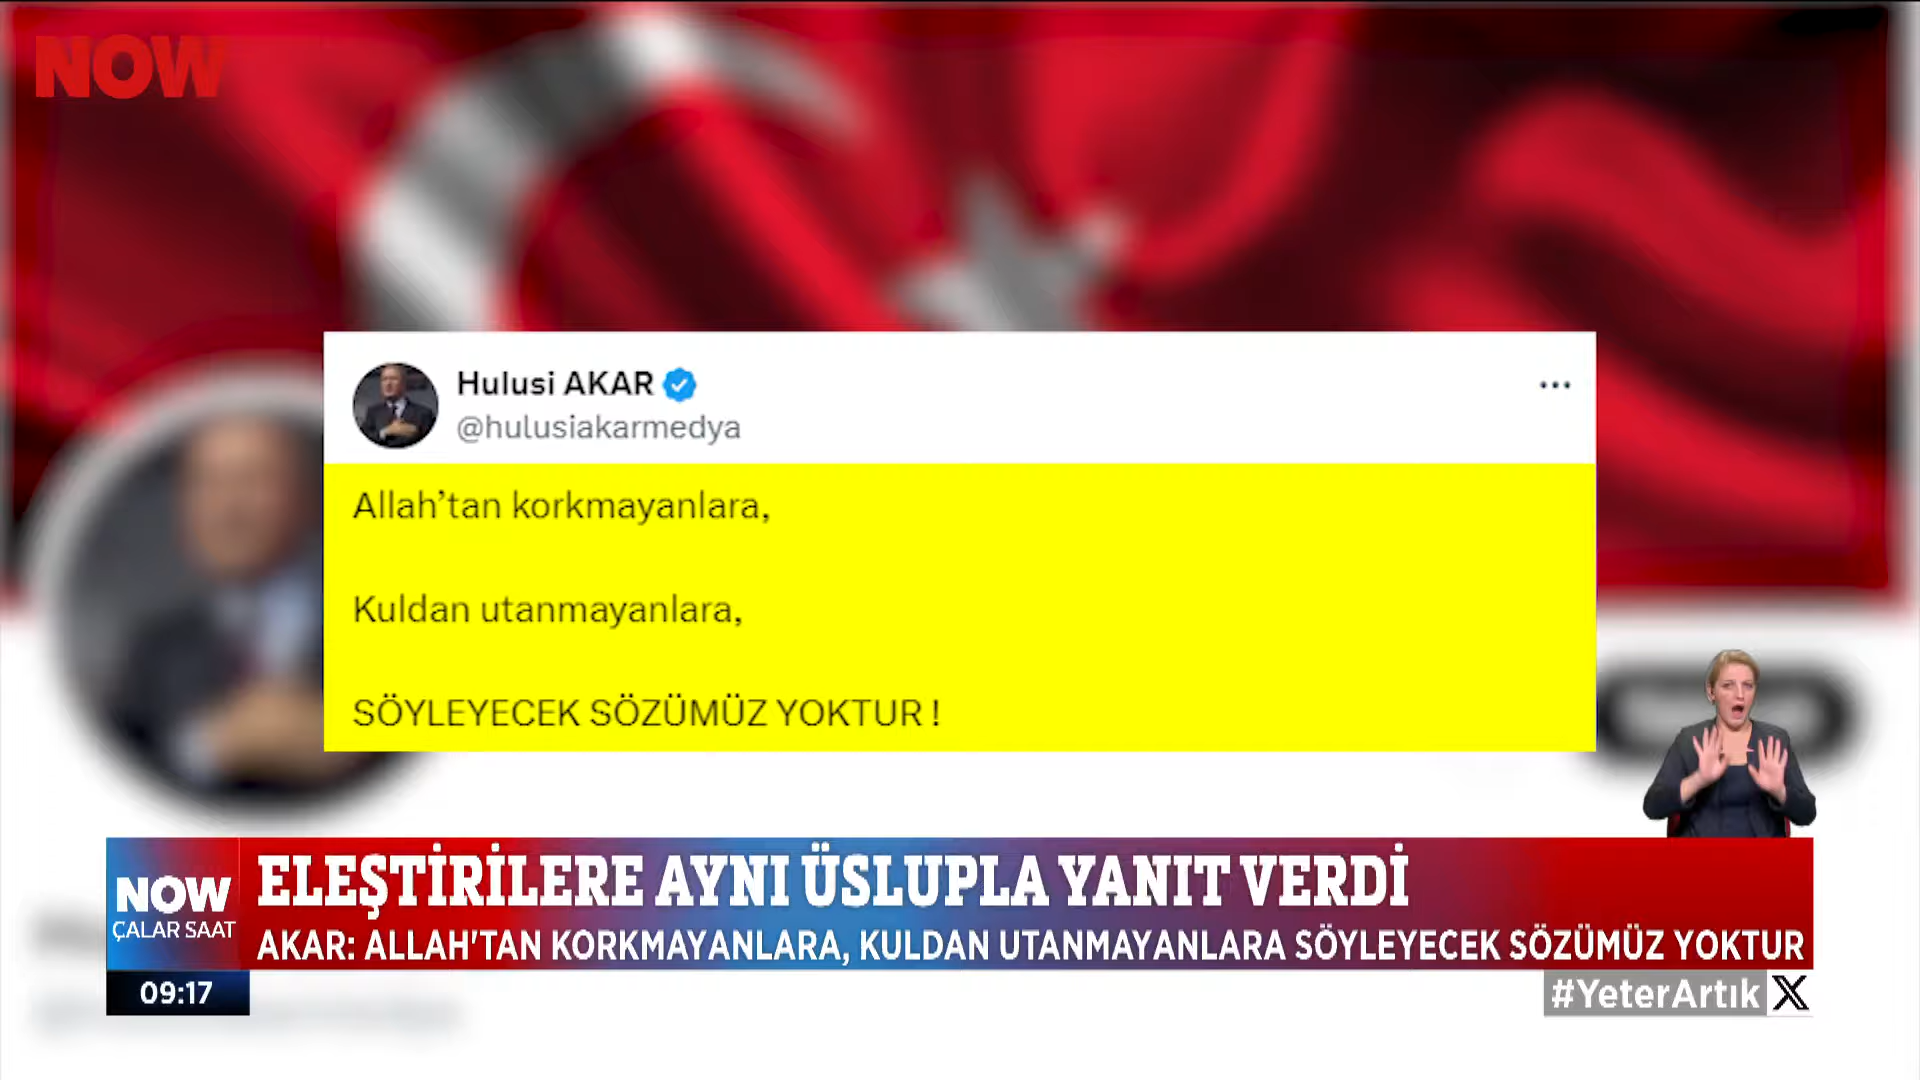 NOW
Hulusi AKAR
@hulusiakarmedya
Allah’tan korkmayanlara,
Kuldan utanmayanlara,
SÖYLEYECEK SÖZÜMÜZ YOKTUR !
NOW
ÇALAR SAAT
ELEŞTİRİLERE AYNI ÜSLUPLA YANIT VERDİ
AKAR: ALLAH'TAN KORKMAYANLARA, KULDAN UTANMAYANLARA SÖYLEYECEK SÖZÜMÜZ YOKTUR
09:17
#YeterArtık X